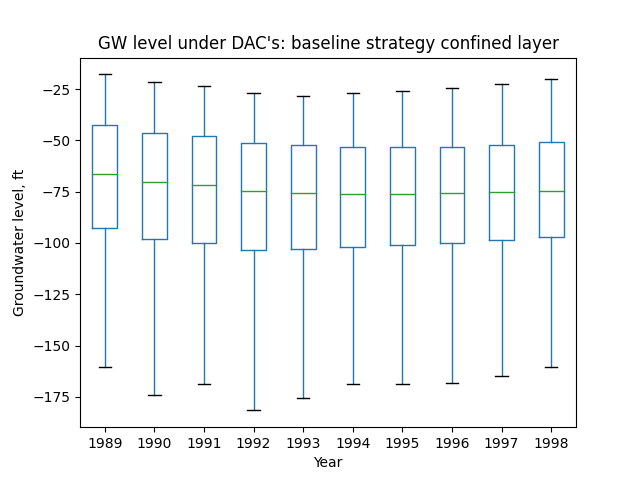 GW level under DAC's: baseline strategy confined layer
Groundwater level, ft
−25
−50
−75
−100
−125
−150
−175
1989 1990 1991 1992 1993 1994 1995 1996 1997 1998
Year